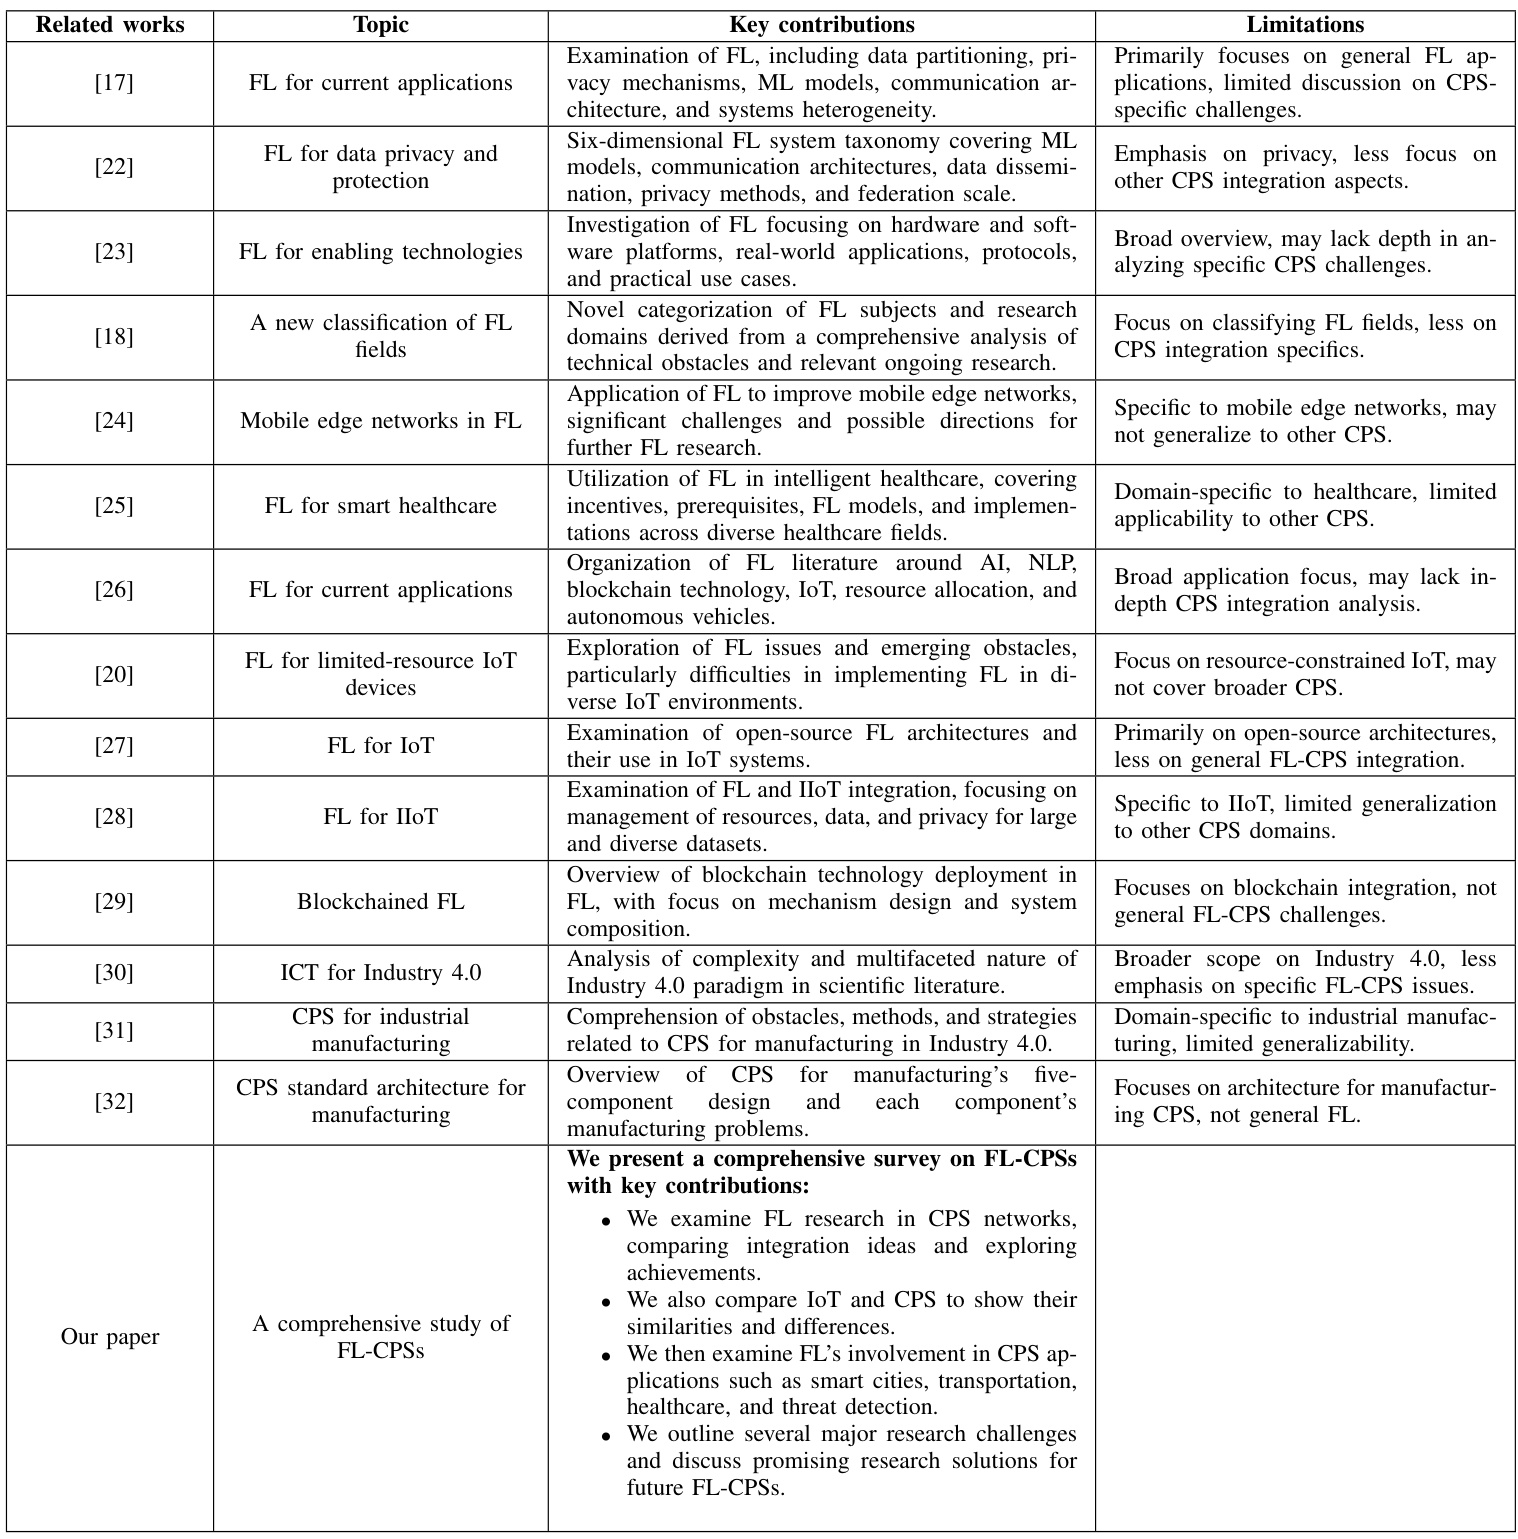 Related works Topic Key contributions Limitations
[17]
FL for current applications
Examination of FL, including data partitioning, pri-
vacy mechanisms, ML models, communication ar-
chitecture, and systems heterogeneity.
Primarily focuses on general FL ap-
plications, limited discussion on CPS-
specific challenges.
[22]
FL for data privacy and
protection
Six-dimensional FL system taxonomy covering ML
models, communication architectures, data dissemi-
nation, privacy methods, and federation scale.
Emphasis on privacy, less focus on
other CPS integration aspects.
[23]
FL for enabling technologies
Investigation of FL focusing on hardware and soft-
ware platforms, real-world applications, protocols,
and practical use cases.
Broad overview, may lack depth in an-
alyzing specific CPS challenges.
[18]
A new classification of FL
fields
Novel categorization of FL subjects and research
domains derived from a comprehensive analysis of
technical obstacles and relevant ongoing research.
Focus on classifying FL fields, less on
CPS integration specifics.
[24]
Mobile edge networks in FL
Application of FL to improve mobile edge networks,
significant challenges and possible directions for
further FL research.
Specific to mobile edge networks, may
not generalize to other CPS.
[25]
FL for smart healthcare
Utilization of FL in intelligent healthcare, covering
incentives, prerequisites, FL models, and implemen-
tations across diverse healthcare fields.
Domain-specific to healthcare, limited
applicability to other CPS.
[26]
FL for current applications
Organization of FL literature around AI, NLP,
blockchain technology, IoT, resource allocation, and
autonomous vehicles.
Broad application focus, may lack in-
depth CPS integration analysis.
[20]
FL for limited-resource IoT
devices
Exploration of FL issues and emerging obstacles,
particularly difficulties in implementing FL in di-
verse IoT environments.
Focus on resource-constrained IoT, may
not cover broader CPS.
[27]
FL for IoT
Examination of open-source FL architectures and
their use in IoT systems.
Primarily on open-source architectures,
less on general FL-CPS integration.
[28]
FL for IIoT
Examination of FL and IIoT integration, focusing on
management of resources, data, and privacy for large
and diverse datasets.
Specific to IIoT, limited generalization
to other CPS domains.
[29]
Blockchained FL
Overview of blockchain technology deployment in
FL, with focus on mechanism design and system
composition.
Focuses on blockchain integration, not
general FL-CPS challenges.
[30]
ICT for Industry 4.0
Analysis of complexity and multifaceted nature of
Industry 4.0 paradigm in scientific literature.
Broader scope on Industry 4.0, less
emphasis on specific FL-CPS issues.
[31]
CPS for industrial
manufacturing
Comprehension of obstacles, methods, and strategies
related to CPS for manufacturing in Industry 4.0.
Domain-specific to industrial manufac-
turing, limited generalizability.
[32]
CPS standard architecture for
manufacturing
Overview of CPS for manufacturing's five-
component design and each component's
manufacturing problems.
Focuses on architecture for manufactur-
ing CPS, not general FL.
Our paper
A comprehensive study of
FL-CPSs
We present a comprehensive survey on FL-CPSs
with key contributions:
• We examine FL research in CPS networks,
comparing integration ideas and exploring
achievements.
• We also compare IoT and CPS to show their
similarities and differences.
• We then examine FL's involvement in CPS ap-
plications such as smart cities, transportation,
healthcare, and threat detection.
• We outline several major research challenges
and discuss promising research solutions for
future FL-CPSs.